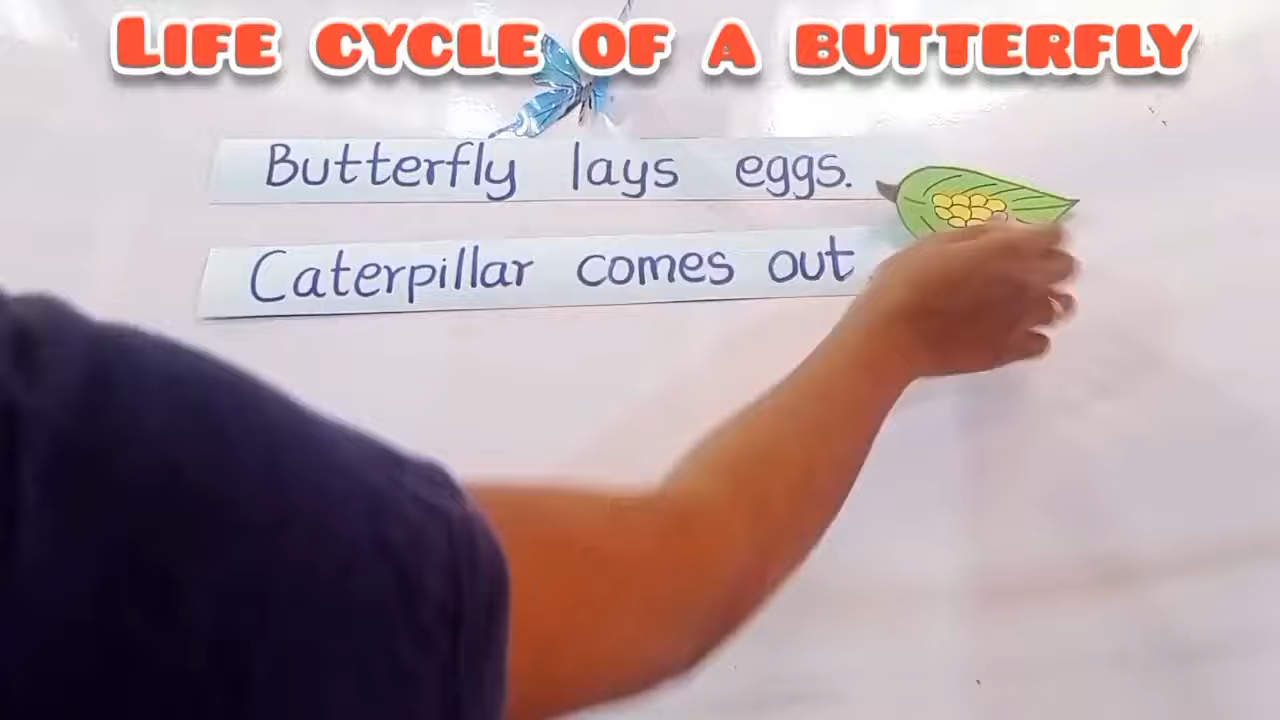 LIFE CYCLE OF A BUTTERFLY
Butterfly lays eggs.
Caterpillar comes out